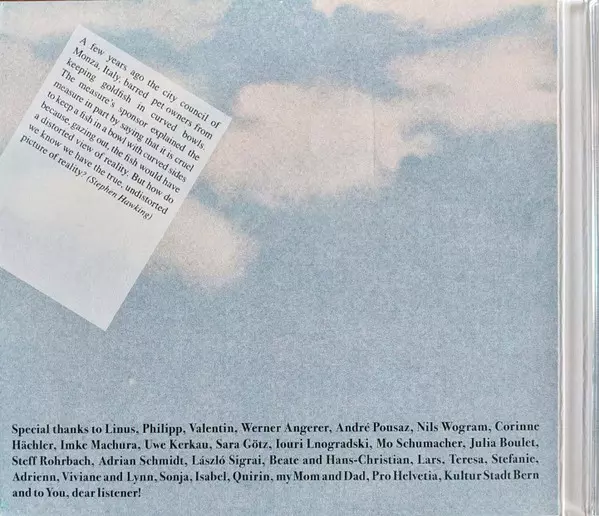 A few years ago the city council of
Monza, Italy, barred pet owners from
keeping goldfish in curved bowls.
The measure's sponsor explained the
measure in part by saying that it is cruel
to keep a fish in a bowl with curved sides
because, gazing out, the fish would have
a distorted view of reality. But how do
we know we have the true, undistorted
picture of reality? (Stephen Hawking)
Special thanks to Linus, Philipp, Valentin, Werner Angerer, André Pousaz, Nils Wogram, Corinne
Hächler, Imke Machura, Uwe Kerkau, Sara Götz, Iouri Lnogradski, Mo Schumacher, Julia Boulet,
Steff Rohrbach, Adrian Schmidt, László Sigrai, Beate and Hans-Christian, Lars, Teresa, Stefanie,
Adrienn, Viviane and Lynn, Sonja, Isabel, Quirin, my Mom and Dad, Pro Helvetia, Kultur Stadt Bern
and to You, dear listener!